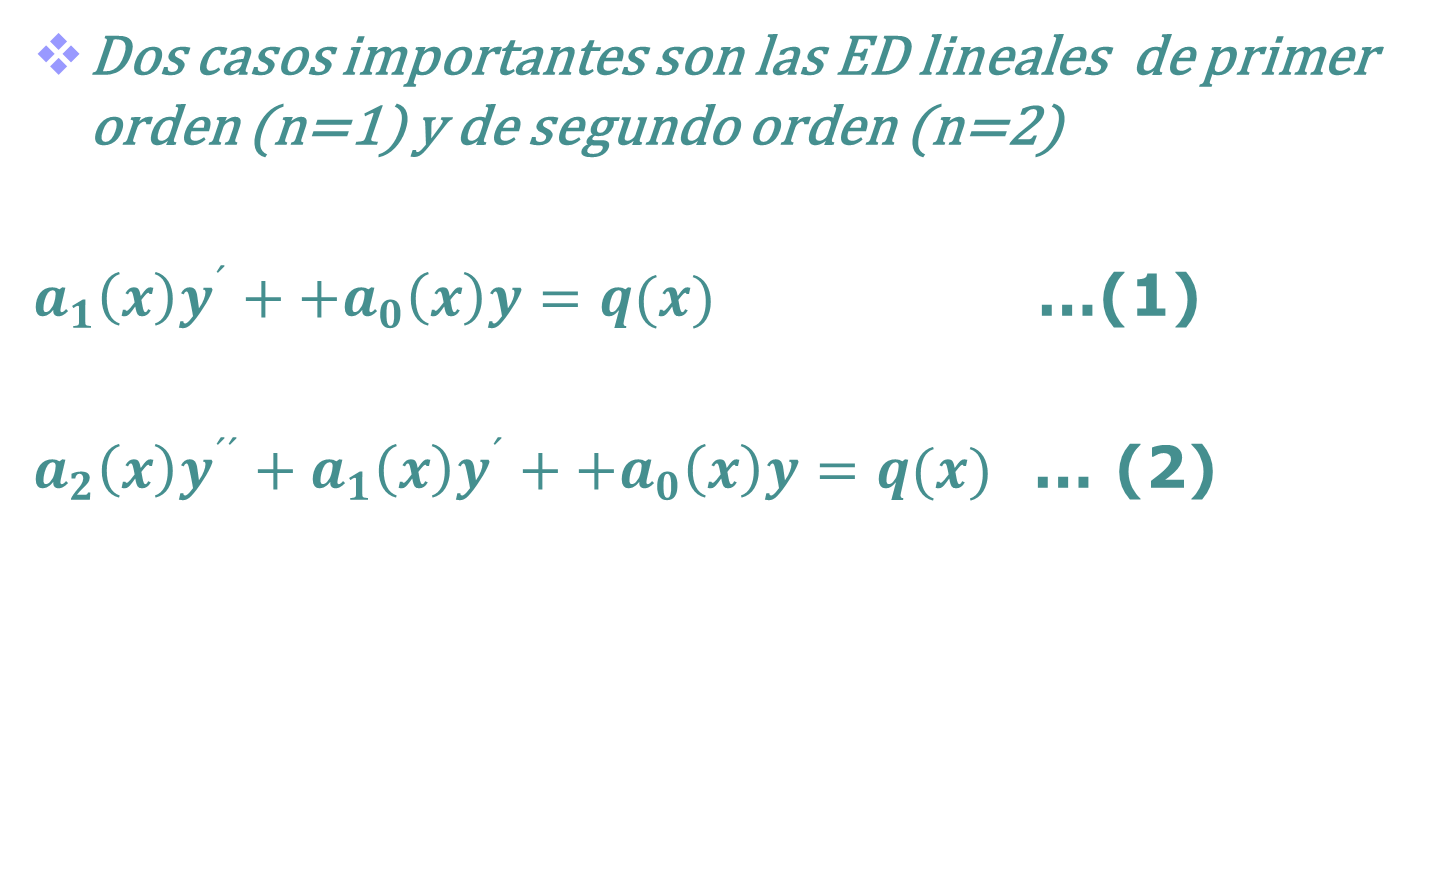 ❖ Dos casos importantes son las ED lineales de primer
orden (n=1) y de segundo orden (n=2)
a₁(x)y´ + +a₀(x)y = q(x) ...(1)
a₂(x)y´´ + a₁(x)y´ + +a₀(x)y = q(x) ... (2)